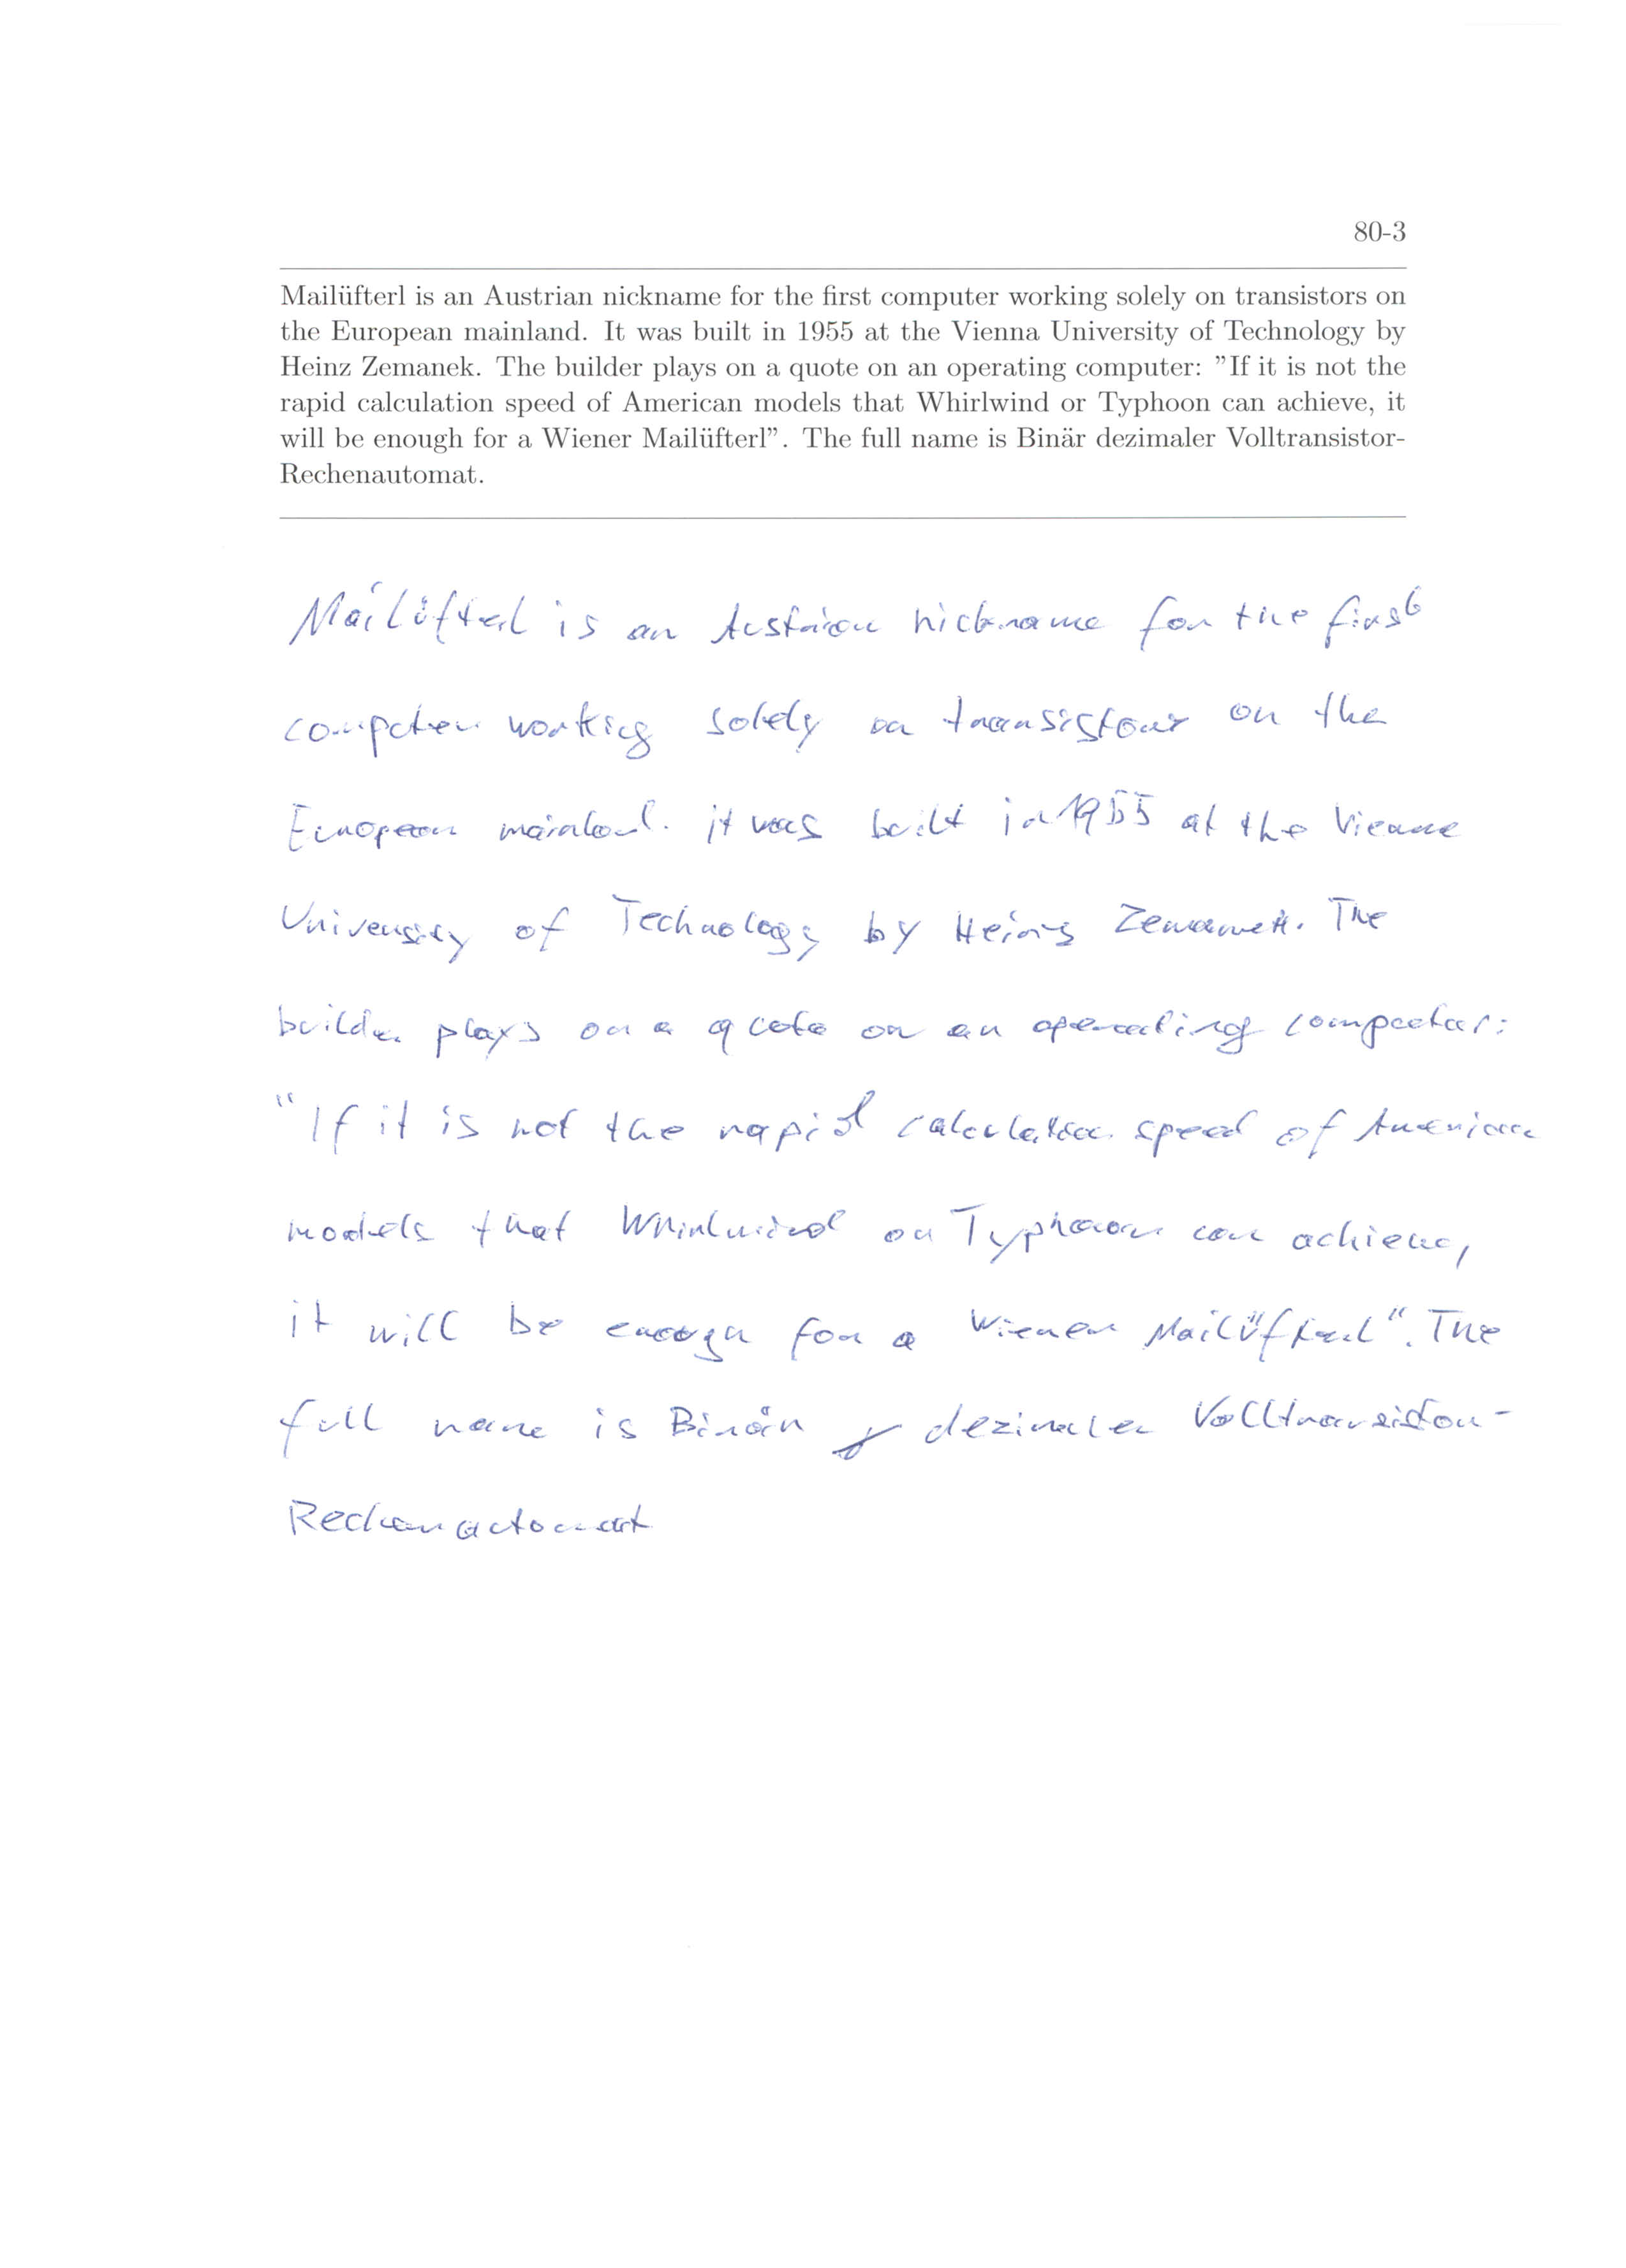 80-3
Mailüfterl is an Austrian nickname for the first computer working solely on transistors on
the European mainland. It was built in 1955 at the Vienna University of Technology by
Heinz Zemanek. The builder plays on a quote on an operating computer: ”If it is not the
rapid calculation speed of American models that Whirlwind or Typhoon can achieve, it
will be enough for a Wiener Mailüfterl”. The full name is Binär dezimaler Volltransistor-
Rechenautomat.
Mailüfterl is an Austrian nickname for the first
computer working solely on transistors on the
European mainland. it was built in 1955 at the Vienna
University of Technology by Heinz Zemanek. The
builder plays on a quote on an operating computer:
"If it is not the rapid calculation speed of American
models that Whirlwind or Typhoon can achieve,
it will be enough for a Wiener Mailüfterl". The
full name is Binär dezimaler Volltransistor-
Rechenautomat